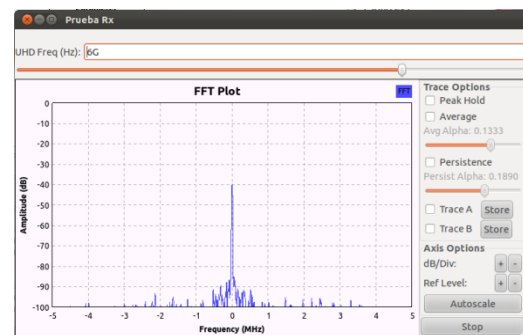 Prueba Rx
UHD Freq (Hz): 6G
FFT Plot
FFT
Amplitude (dB)
0
-10
-20
-30
-40
-50
-60
-70
-80
-90
-100
-5 -4 -3 -2 -1 0 1 2 3 4 5
Frequency (MHz)
Trace Options
Peak Hold
Average
Avg Alpha: 0.1333
Persistence
Persist Alpha: 0.1890
Trace A Store
Trace B Store
Axis Options
dB/Div: + -
Ref Level: + -
Autoscale
Stop